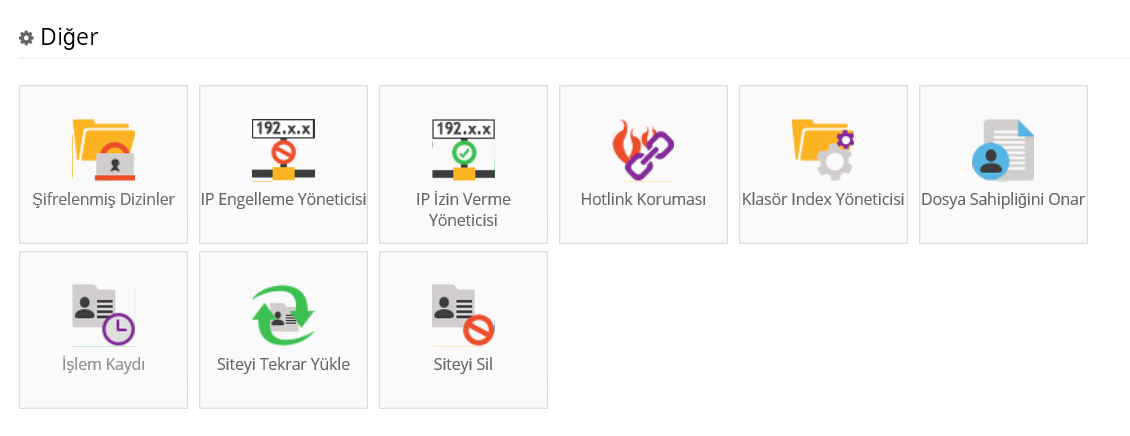 Diğer
192.x.x
192.x.x
Şifrelenmiş Dizinler
IP Engelleme Yöneticisi
IP İzin Verme
Yöneticisi
Hotlink Koruması
Klasör Index Yöneticisi
Dosya Sahipliğini Onar
İşlem Kaydı
Siteyi Tekrar Yükle
Siteyi Sil